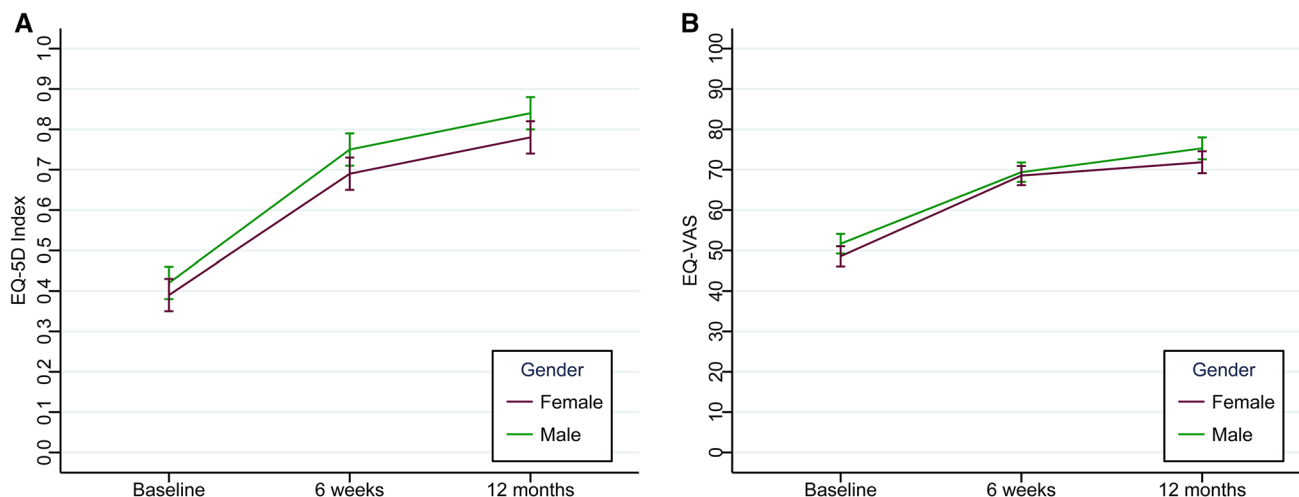 A
EQ-5D Index
1.0
0.9
0.8
0.7
0.6
0.5
0.4
0.3
0.2
0.1
0.0
Gender
Female
Male
Baseline
6 weeks
12 months
B
EQ-VAS
100
90
80
70
60
50
40
30
20
10
0
Gender
Female
Male
Baseline
6 weeks
12 months